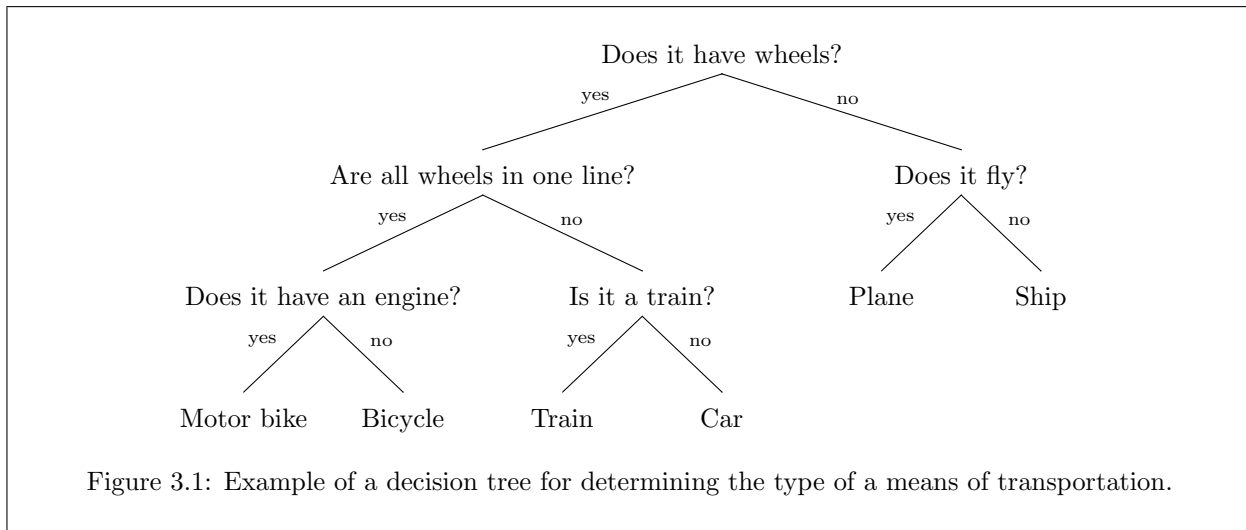 Does it have wheels?
yes no
Are all wheels in one line? Does it fly?
yes no yes no
Does it have an engine? Is it a train? Plane Ship
yes no yes no
Motor bike Bicycle Train Car
Figure 3.1: Example of a decision tree for determining the type of a means of transportation.